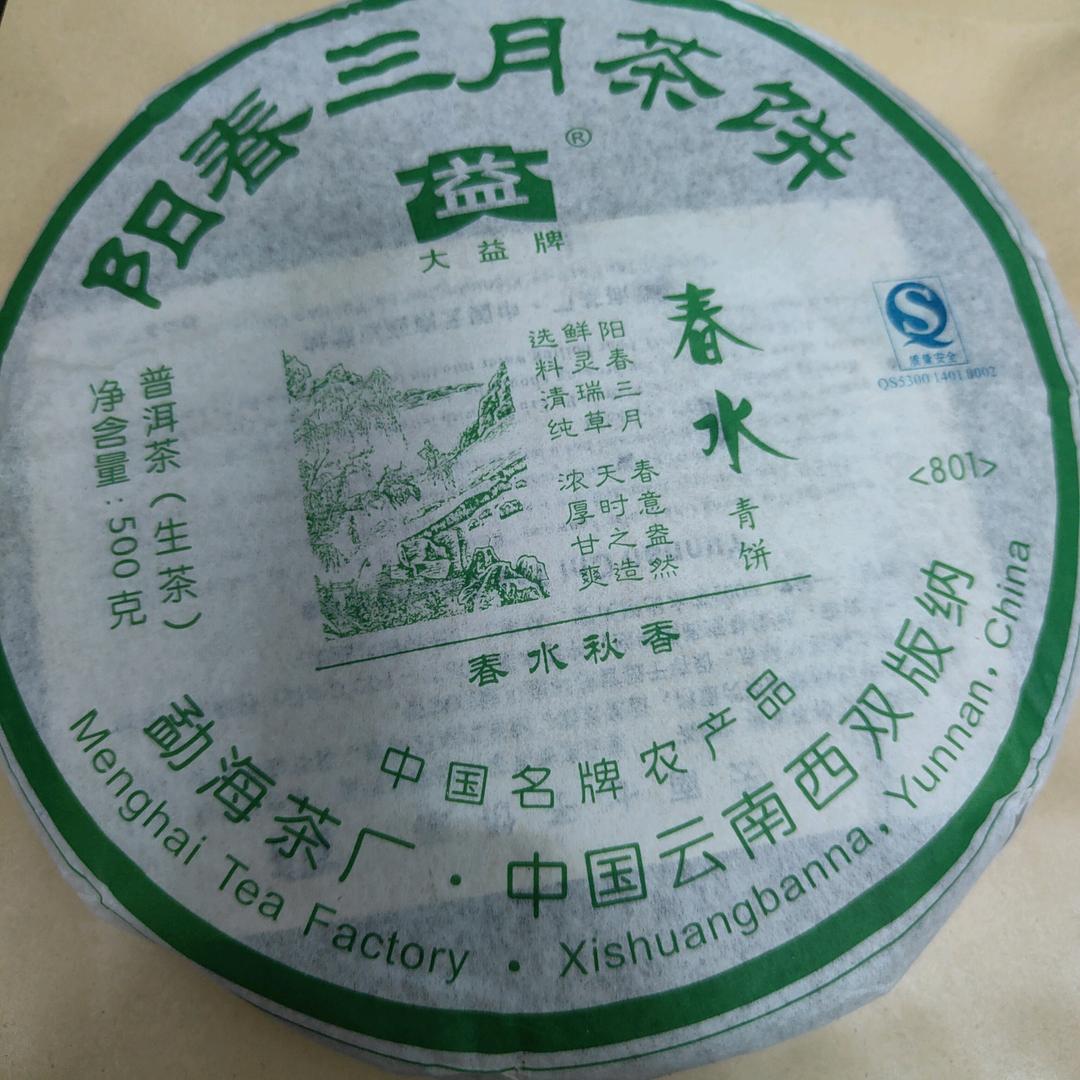 阳春三月茶饼
益
®
大益牌
春水
青饼
阳春三月
鲜灵瑞草
选料清纯
春意盎然
天时之造
浓厚甘爽
春水秋香
质量安全
QS5300 1401 0002
<801>
普洱茶(生茶)
净含量:500克
中国名牌农产品
勐海茶厂·中国云南西双版纳
Menghai Tea Factory · Xishuangbanna, Yunnan, China